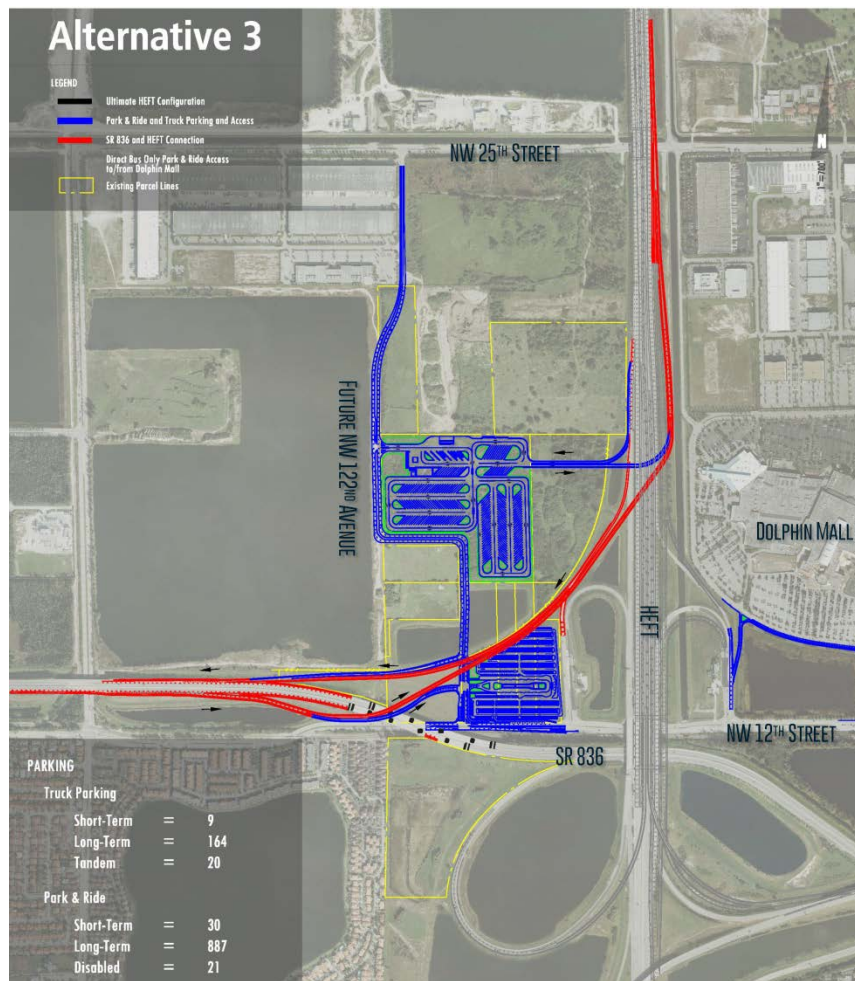 Alternative 3
LEGEND
Ultimate HEFT Configuration
Park & Ride and Truck Parking and Access
SR 836 and HEFT Connection
Direct Bus Only Park & Ride Access
to/from Dolphin Mall
Existing Parcel Lines
N
1"=700'
NW 25TH STREET
FUTURE NW 122ND AVENUE
DOLPHIN MALL
HEFT
NW 12TH STREET
SR 836
PARKING
Truck Parking
Short-Term = 9
Long-Term = 164
Tandem = 20
Park & Ride
Short-Term = 30
Long-Term = 887
Disabled = 21